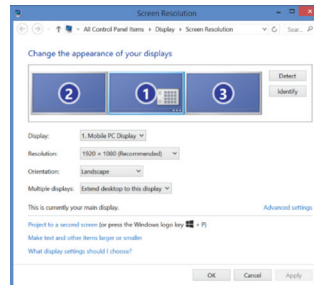 Screen Resolution
All Control Panel Items Display Screen Resolution Sear...
Change the appearance of your displays
2 1 3
Detect
Identify
Display: 1. Mobile PC Display
Resolution: 1920 × 1080 (Recommended)
Orientation: Landscape
Multiple displays: Extend desktop to this display
This is currently your main display. Advanced settings
Project to a second screen (or press the Windows logo key + P)
Make text and other items larger or smaller
What display settings should I choose?
OK Cancel Apply